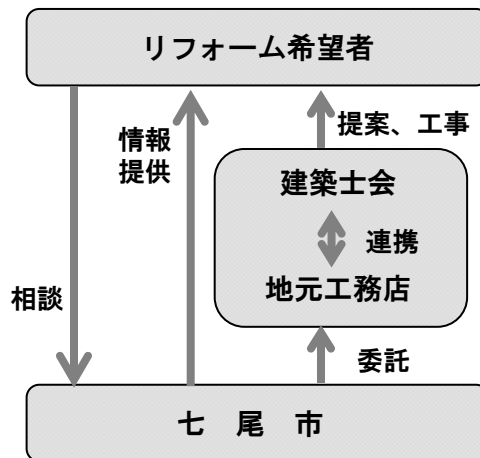 リフォーム希望者
提案、工事
情報
提供
建築士会
連携
地元工務店
相談
委託
七 尾 市